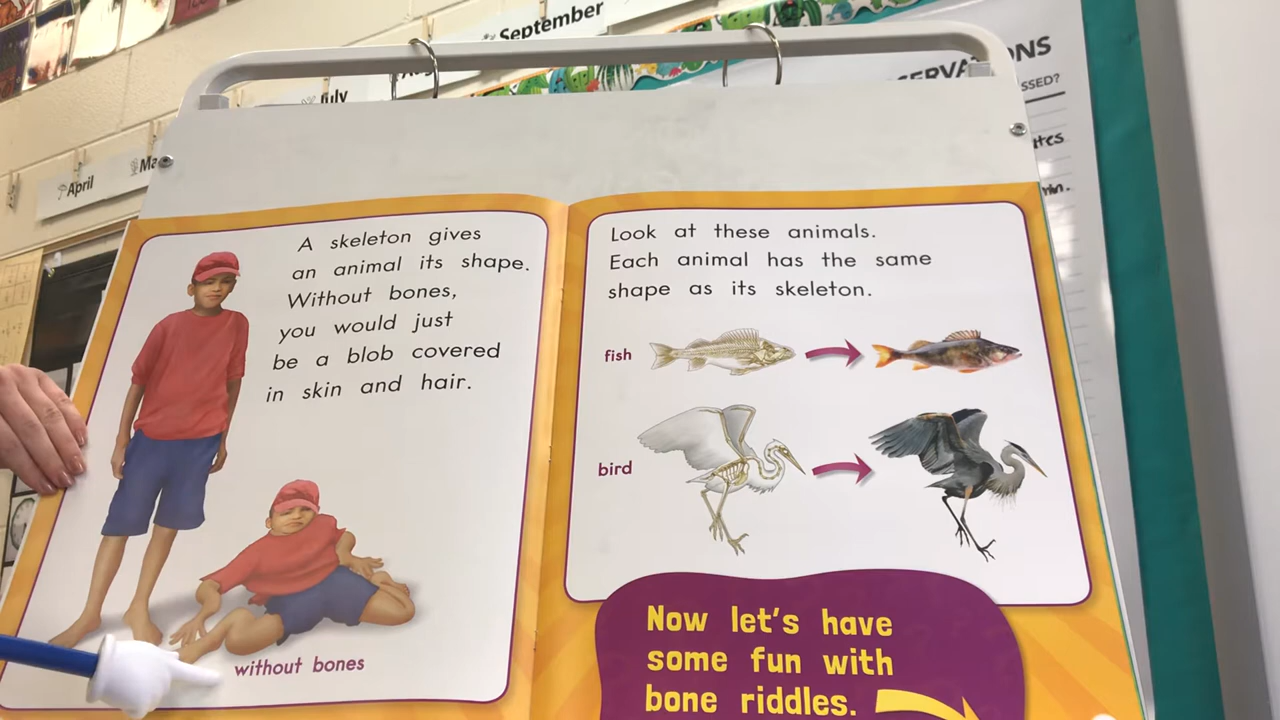 September
July
April
A skeleton gives
an animal its shape.
Without bones,
you would just
be a blob covered
in skin and hair.
without bones
Look at these animals.
Each animal has the same
shape as its skeleton.
fish
bird
Now let's have
some fun with
bone riddles.